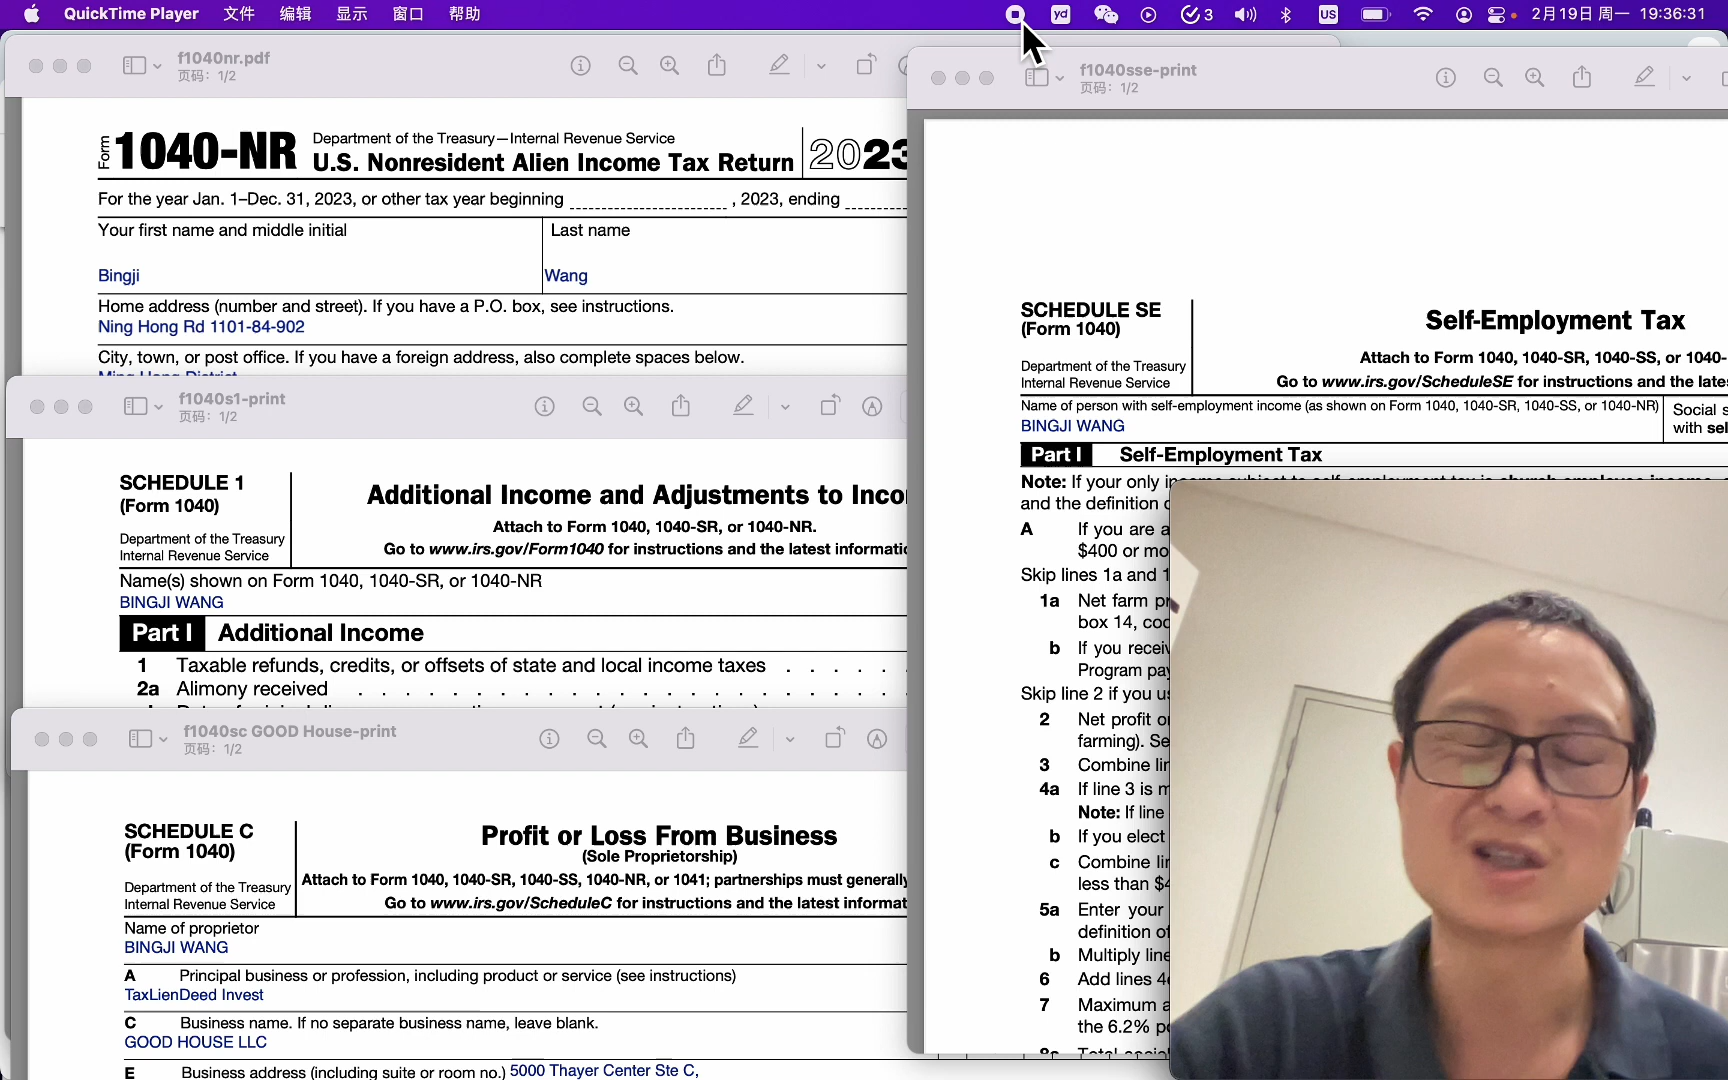 QuickTime Player 文件 编辑 显示 窗口 帮助 yd 3 US 2月19日 周一 19:36:31
f1040nr.pdf
页码：1/2
Form 1040-NR Department of the Treasury—Internal Revenue Service
U.S. Nonresident Alien Income Tax Return 2023
For the year Jan. 1–Dec. 31, 2023, or other tax year beginning , 2023, ending
Your first name and middle initial Last name
Bingji Wang
Home address (number and street). If you have a P.O. box, see instructions.
Ning Hong Rd 1101-84-902
City, town, or post office. If you have a foreign address, also complete spaces below.
f1040s1-print
页码：1/2
SCHEDULE 1
(Form 1040)
Department of the Treasury
Internal Revenue Service
Additional Income and Adjustments to Inco
Attach to Form 1040, 1040-SR, or 1040-NR.
Go to www.irs.gov/Form1040 for instructions and the latest informatio
Name(s) shown on Form 1040, 1040-SR, or 1040-NR
BINGJI WANG
Part I Additional Income
1 Taxable refunds, credits, or offsets of state and local income taxes . . . . .
2a Alimony received . . . . . . . . . . . . . . . . .
f1040sc GOOD House-print
页码：1/2
SCHEDULE C
(Form 1040)
Department of the Treasury
Internal Revenue Service
Profit or Loss From Business
(Sole Proprietorship)
Attach to Form 1040, 1040-SR, 1040-SS, 1040-NR, or 1041; partnerships must generally
Go to www.irs.gov/ScheduleC for instructions and the latest informat
Name of proprietor
BINGJI WANG
A Principal business or profession, including product or service (see instructions)
TaxLienDeed Invest
C Business name. If no separate business name, leave blank.
GOOD HOUSE LLC
E Business address (including suite or room no.) 5000 Thayer Center Ste C,
f1040sse-print
页码：1/2
SCHEDULE SE
(Form 1040)
Department of the Treasury
Internal Revenue Service
Self-Employment Tax
Attach to Form 1040, 1040-SR, 1040-SS, or 1040-
Go to www.irs.gov/ScheduleSE for instructions and the lates
Name of person with self-employment income (as shown on Form 1040, 1040-SR, 1040-SS, or 1040-NR) Social s
BINGJI WANG with sel
Part I Self-Employment Tax
Note: If your only
and the definition
A If you are a
$400 or mo
Skip lines 1a and 1
1a Net farm pr
box 14, cod
b If you receiv
Program pay
Skip line 2 if you us
2 Net profit o
farming). Se
3 Combine lin
4a If line 3 is m
Note: If line
b If you elect
c Combine lin
less than $4
5a Enter your
definition of
b Multiply line
6 Add lines 4
7 Maximum a
the 6.2% po